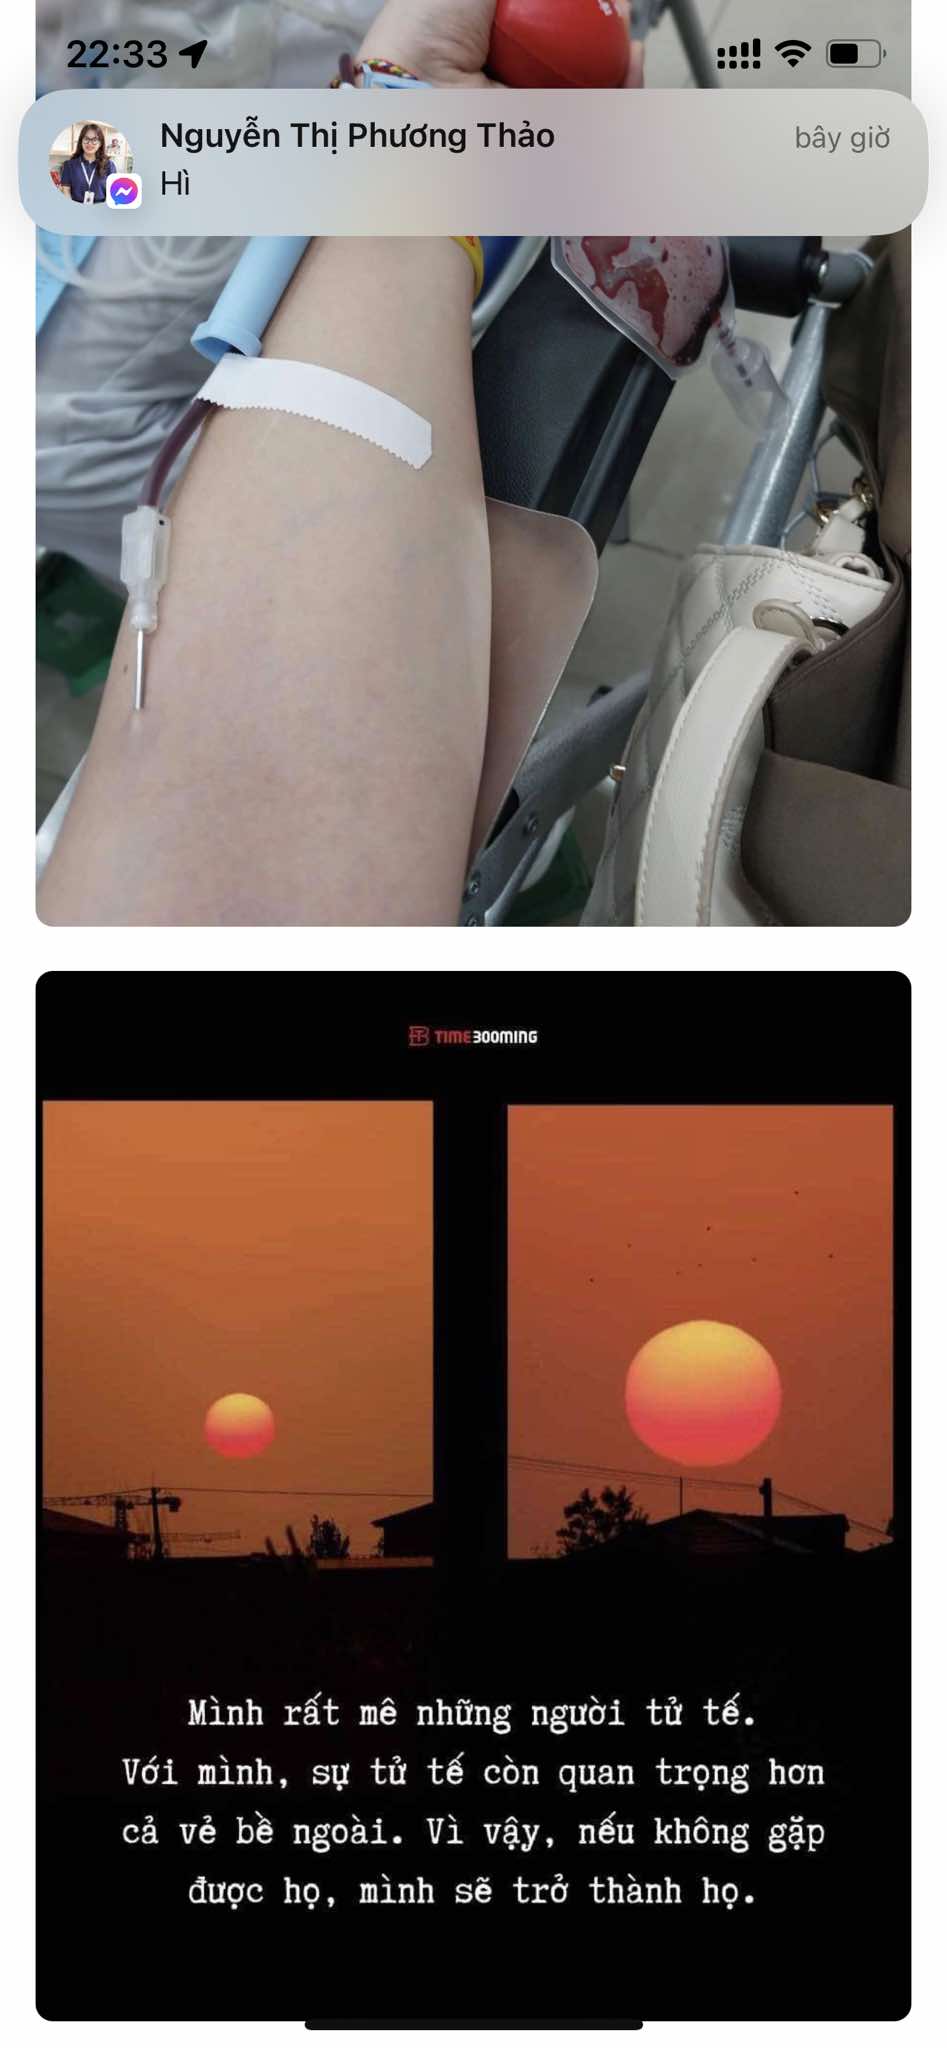 22:33
Nguyễn Thị Phương Thảo
bây giờ
Hì
TIMEBOOMING
Mình rất mê những người tử tế.
Với mình, sự tử tế còn quan trọng hơn
cả vẻ bề ngoài. Vì vậy, nếu không gặp
được họ, mình sẽ trở thành họ.